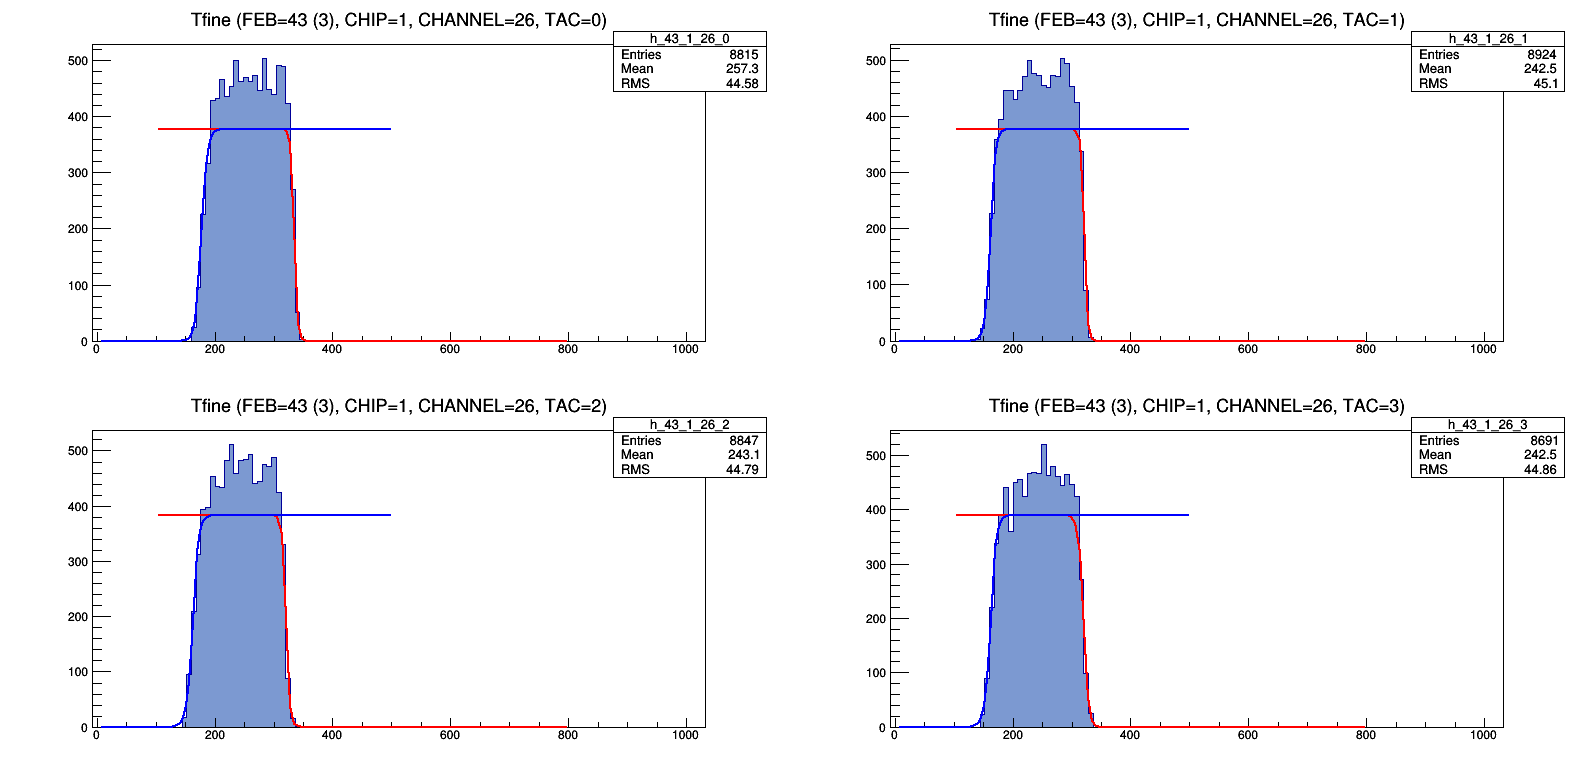 Tfine (FEB=43 (3), CHIP=1, CHANNEL=26, TAC=0)
h_43_1_26_0
Entries 8815
Mean 257.3
RMS 44.58
500
400
300
200
100
0
0 200 400 600 800 1000
Tfine (FEB=43 (3), CHIP=1, CHANNEL=26, TAC=1)
h_43_1_26_1
Entries 8924
Mean 242.5
RMS 45.1
500
400
300
200
100
0
0 200 400 600 800 1000
Tfine (FEB=43 (3), CHIP=1, CHANNEL=26, TAC=2)
h_43_1_26_2
Entries 8847
Mean 243.1
RMS 44.79
500
400
300
200
100
0
0 200 400 600 800 1000
Tfine (FEB=43 (3), CHIP=1, CHANNEL=26, TAC=3)
h_43_1_26_3
Entries 8691
Mean 242.5
RMS 44.86
500
400
300
200
100
0
0 200 400 600 800 1000